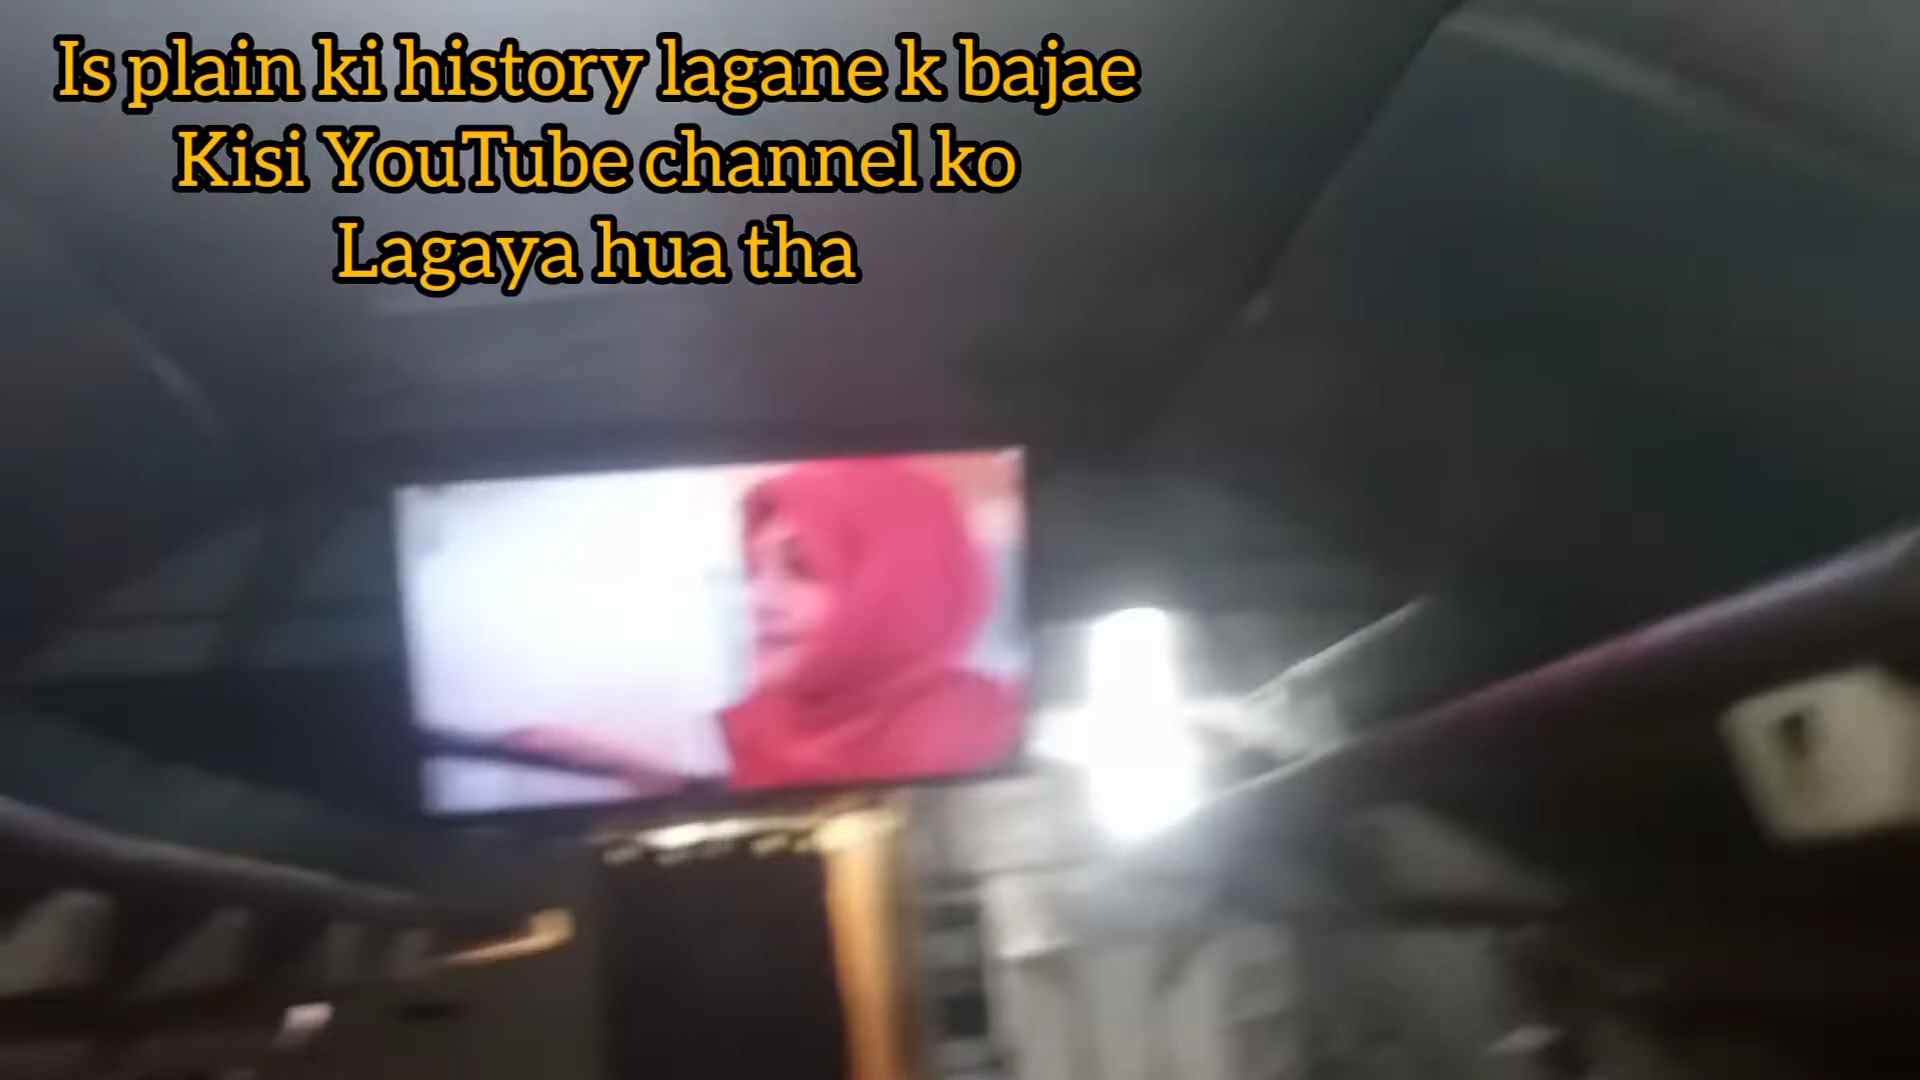 Is plain ki history lagane k bajae
Kisi YouTube channel ko
Lagaya hua tha